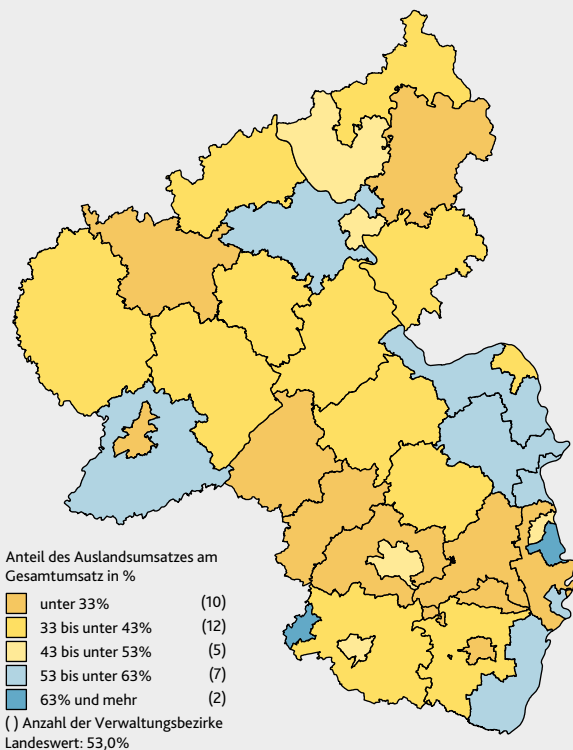 Anteil des Auslandsumsatzes am
Gesamtumsatz in %
unter 33% (10)
33 bis unter 43% (12)
43 bis unter 53% (5)
53 bis unter 63% (7)
63% und mehr (2)
( ) Anzahl der Verwaltungsbezirke
Landeswert: 53,0%